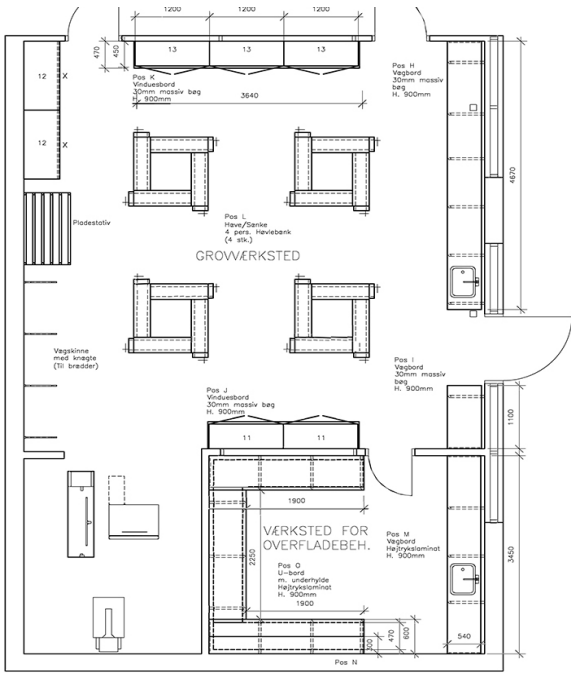 1200
1200
1200
470
450
13
13
13
12
X
Pos K
Vinduesbord
30mm massiv bøg
H. 900mm
3640
Pos H
Vægbord
30mm massiv
bøg
H. 900mm
12
X
4670
Pladestativ
Pos L
Hæve/Sænke
4 pers. Høvlebænk
(4 stk.)
GROVVÆRKSTED
Vægskinne
med knægte
(Til brædder)
Pos I
Vægbord
30mm massiv
bøg
H. 900mm
Pos J
Vinduesbord
30mm massiv bøg
H. 900mm
1100
11
11
1900
VÆRKSTED FOR
OVERFLADEBEH.
Pos M
Vægbord
Højtrykslaminat
H. 900mm
2250
3450
Pos O
U-bord
m. underhylde
Højtrykslaminat
H. 900mm
1900
300
470
600
540
Pos N